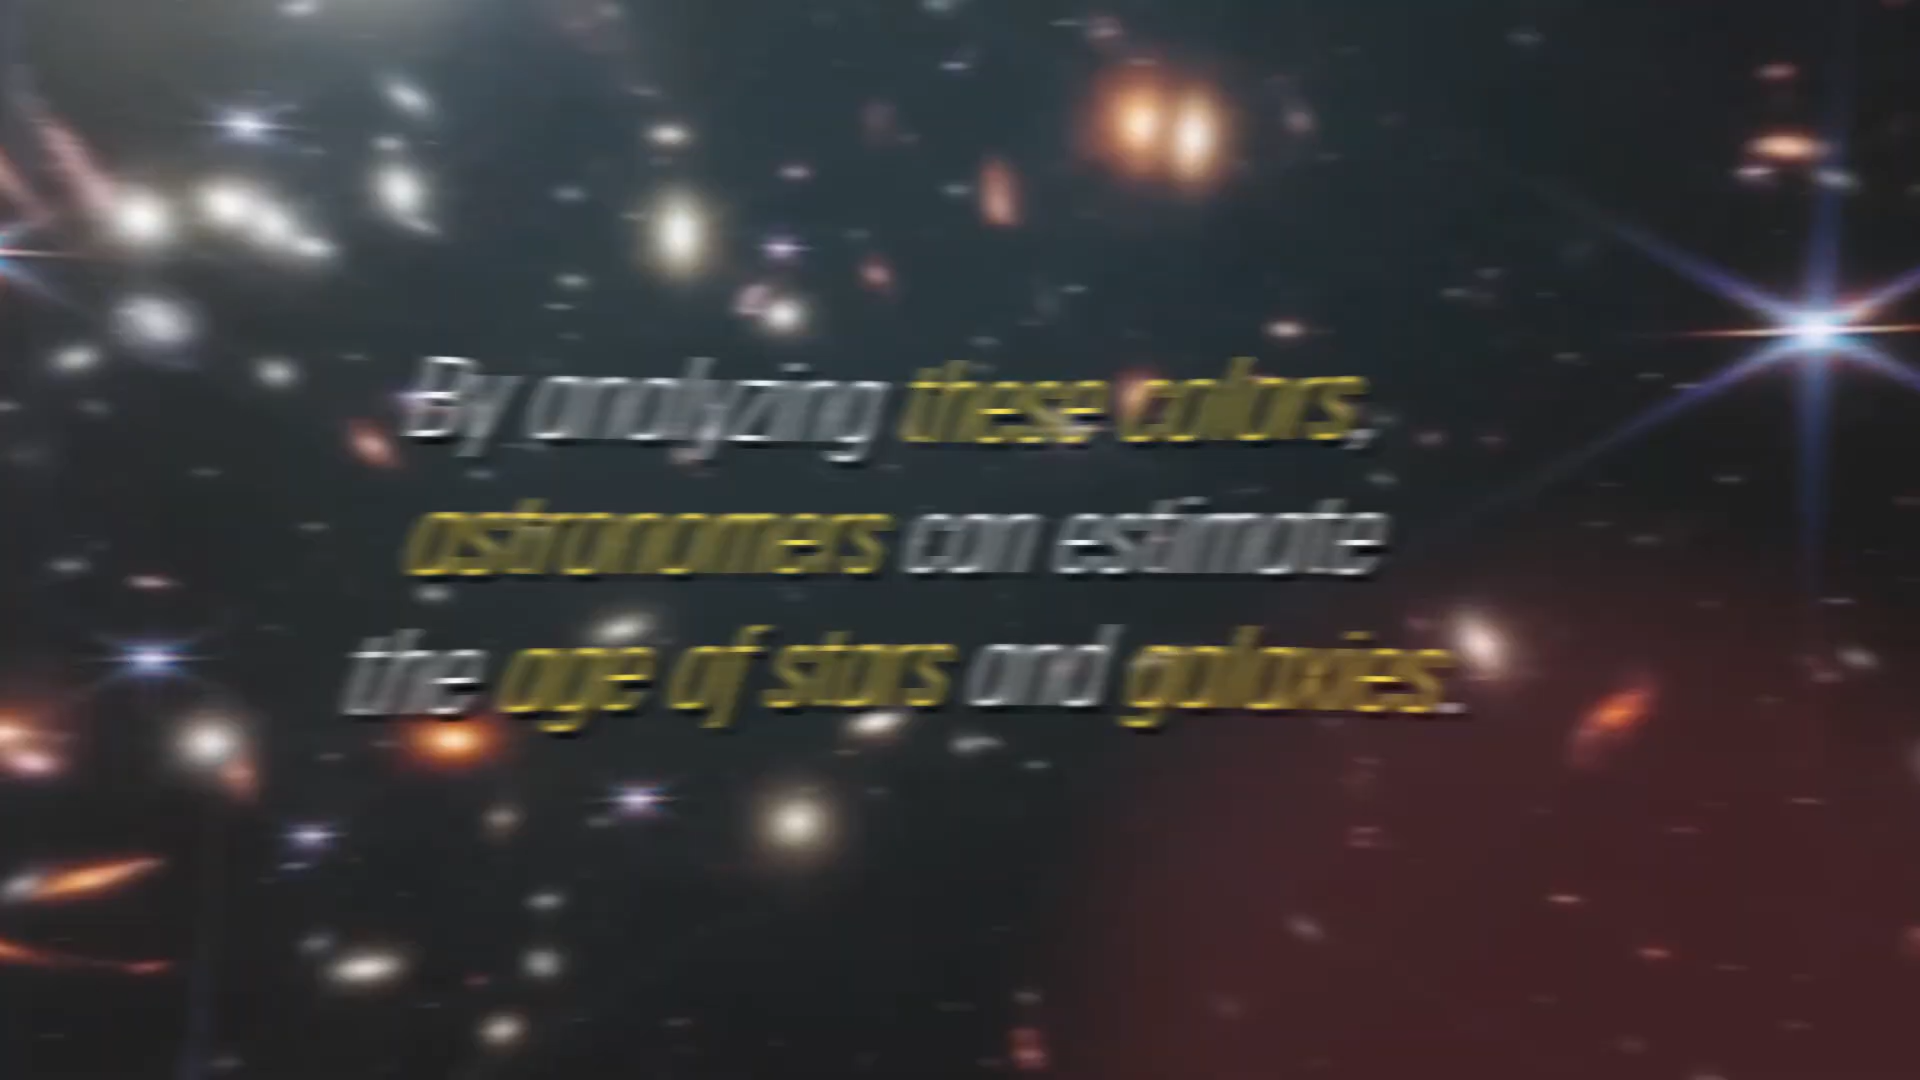 By analyzing these colors,
astronomers can estimate
the age of stars and galaxies.